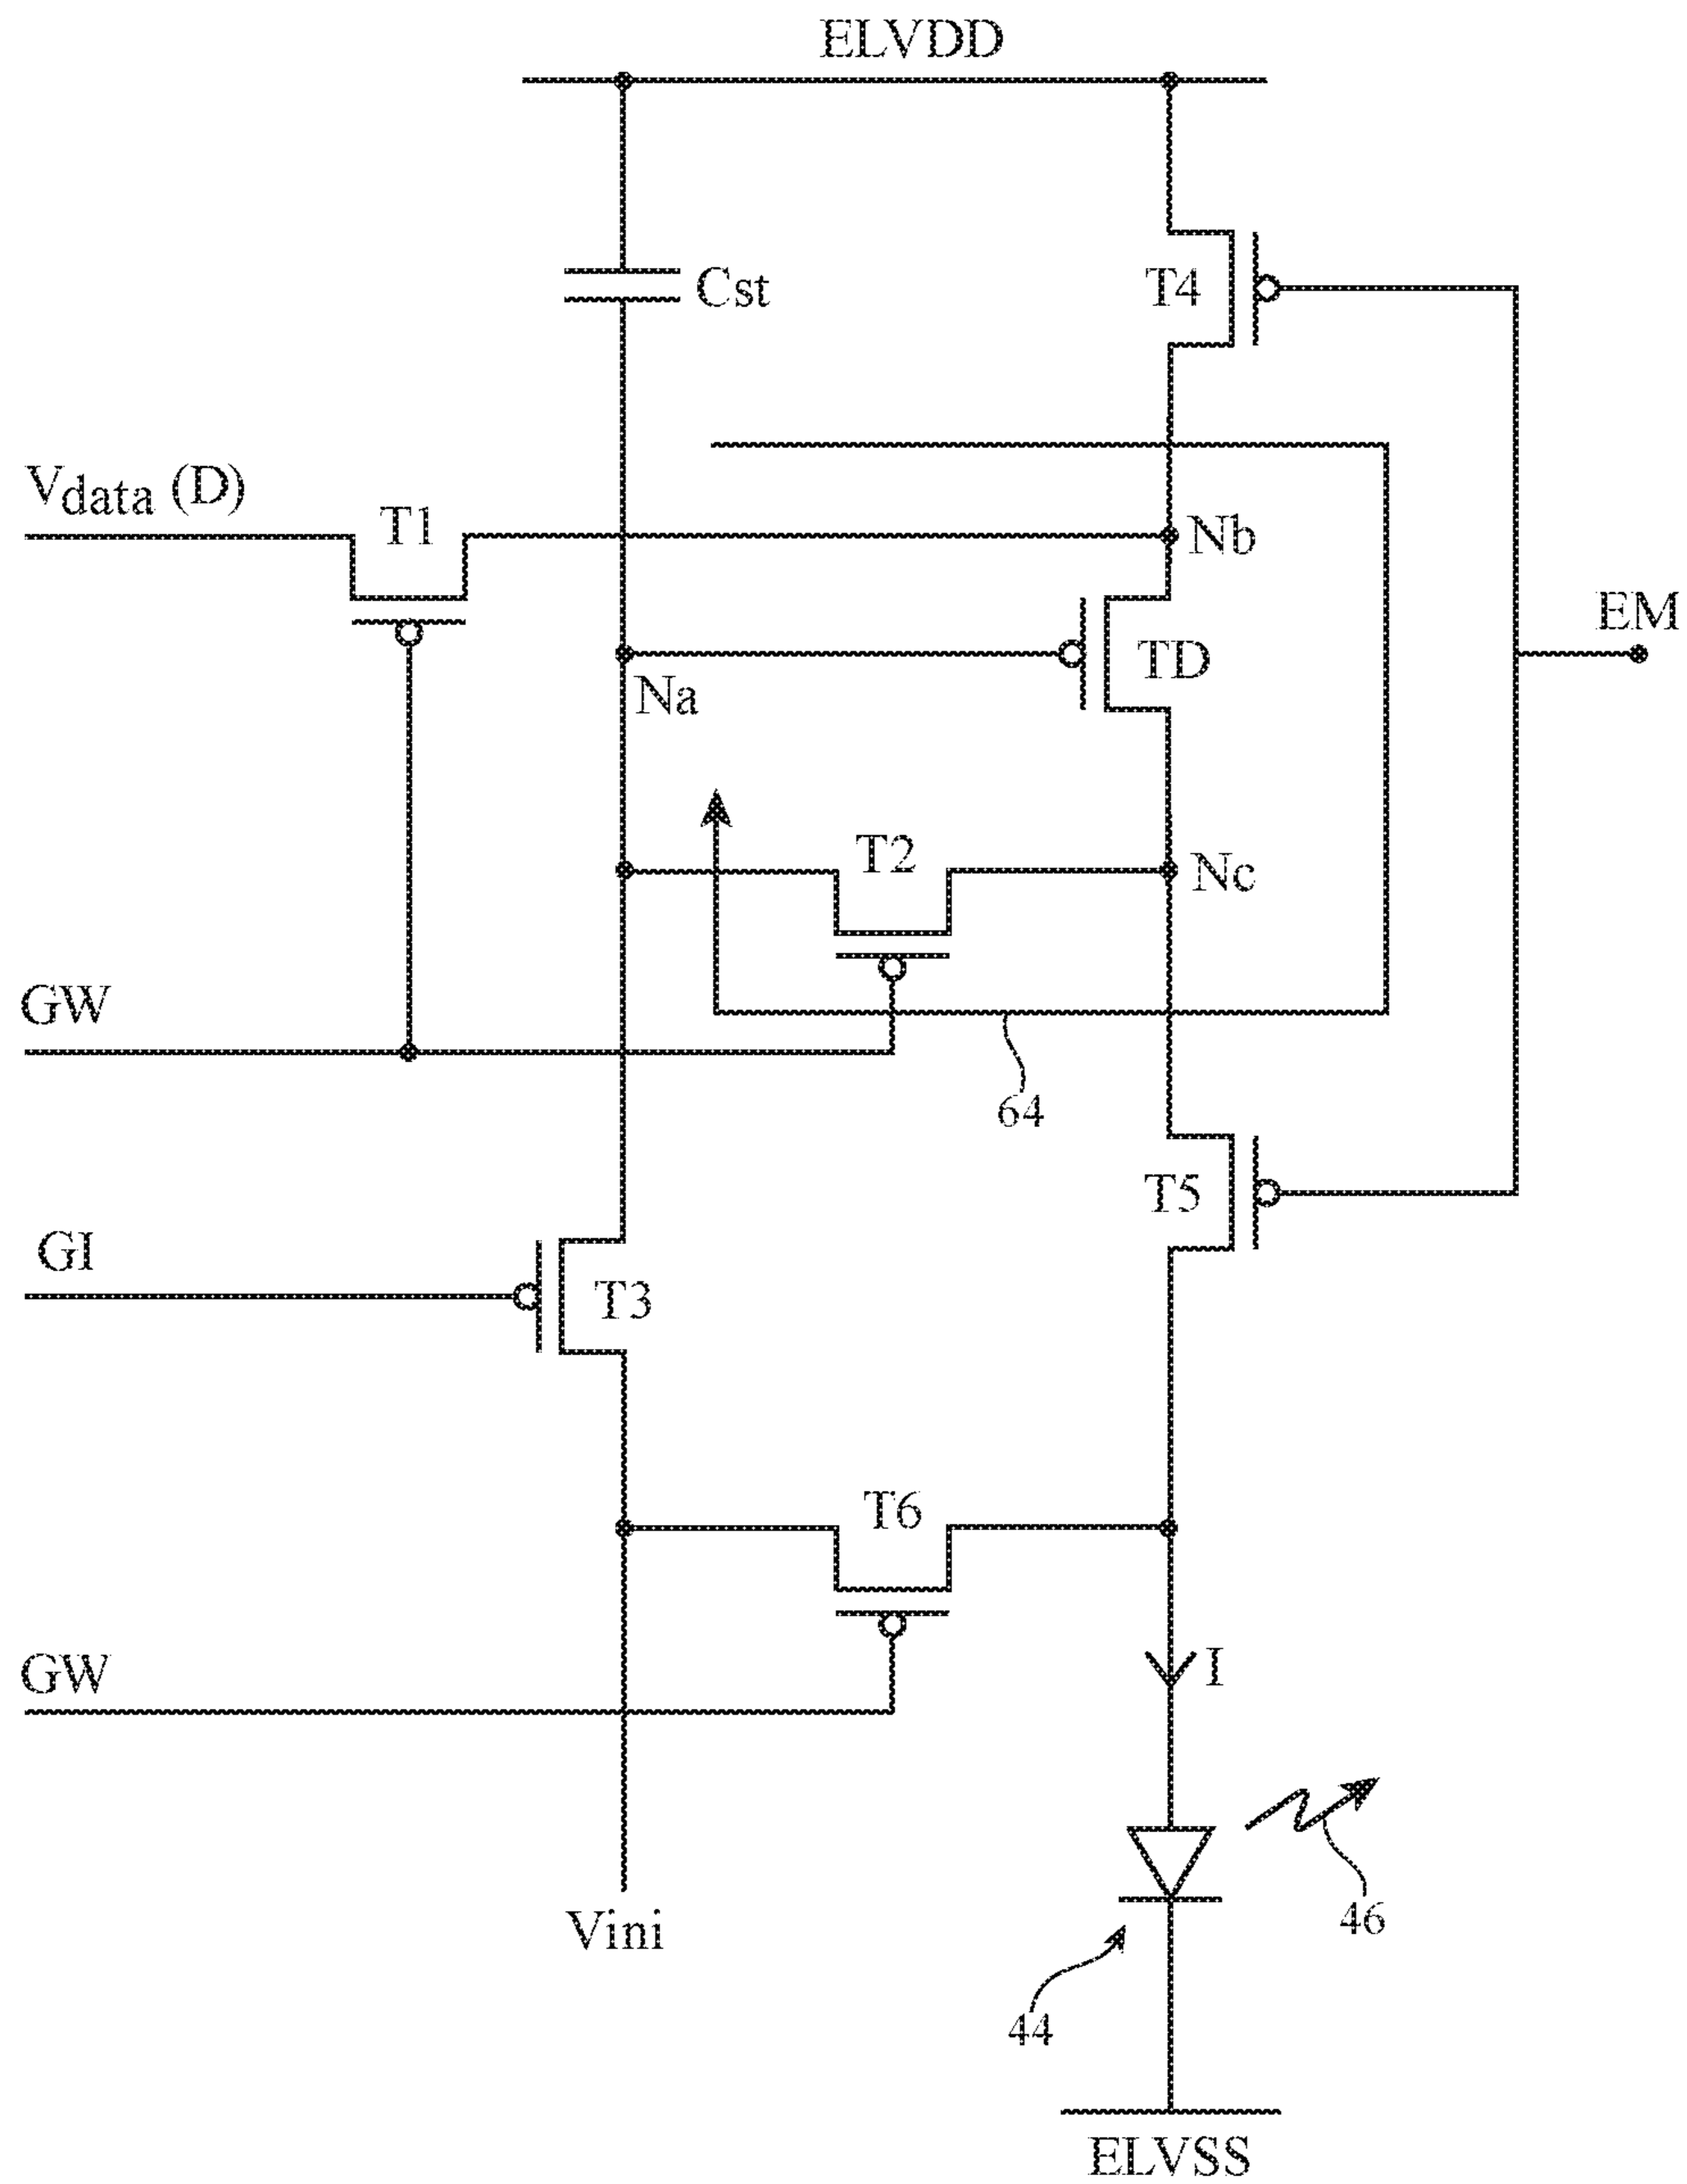 ELVDD
Cst
T4
Vdata (D)
T1
Nb
EM
TD
Na
T2
Nc
GW
64
T5
GI
T3
T6
GW
I
46
Vini
44
ELVSS